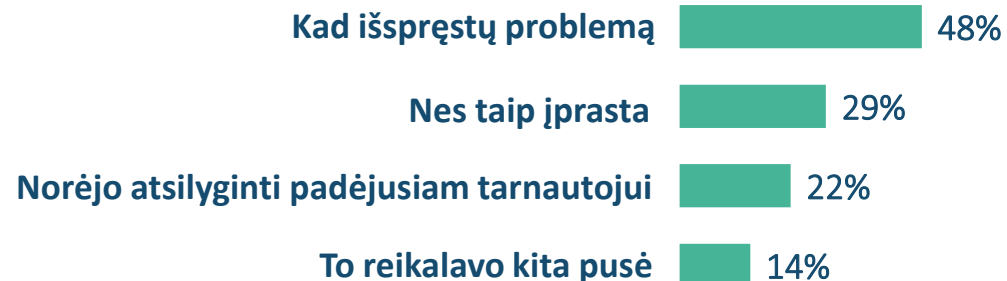 Kad išspręstų problemą 48%
Nes taip įprasta 29%
Norėjo atsilyginti padėjusiam tarnautojui 22%
To reikalavo kita pusė 14%